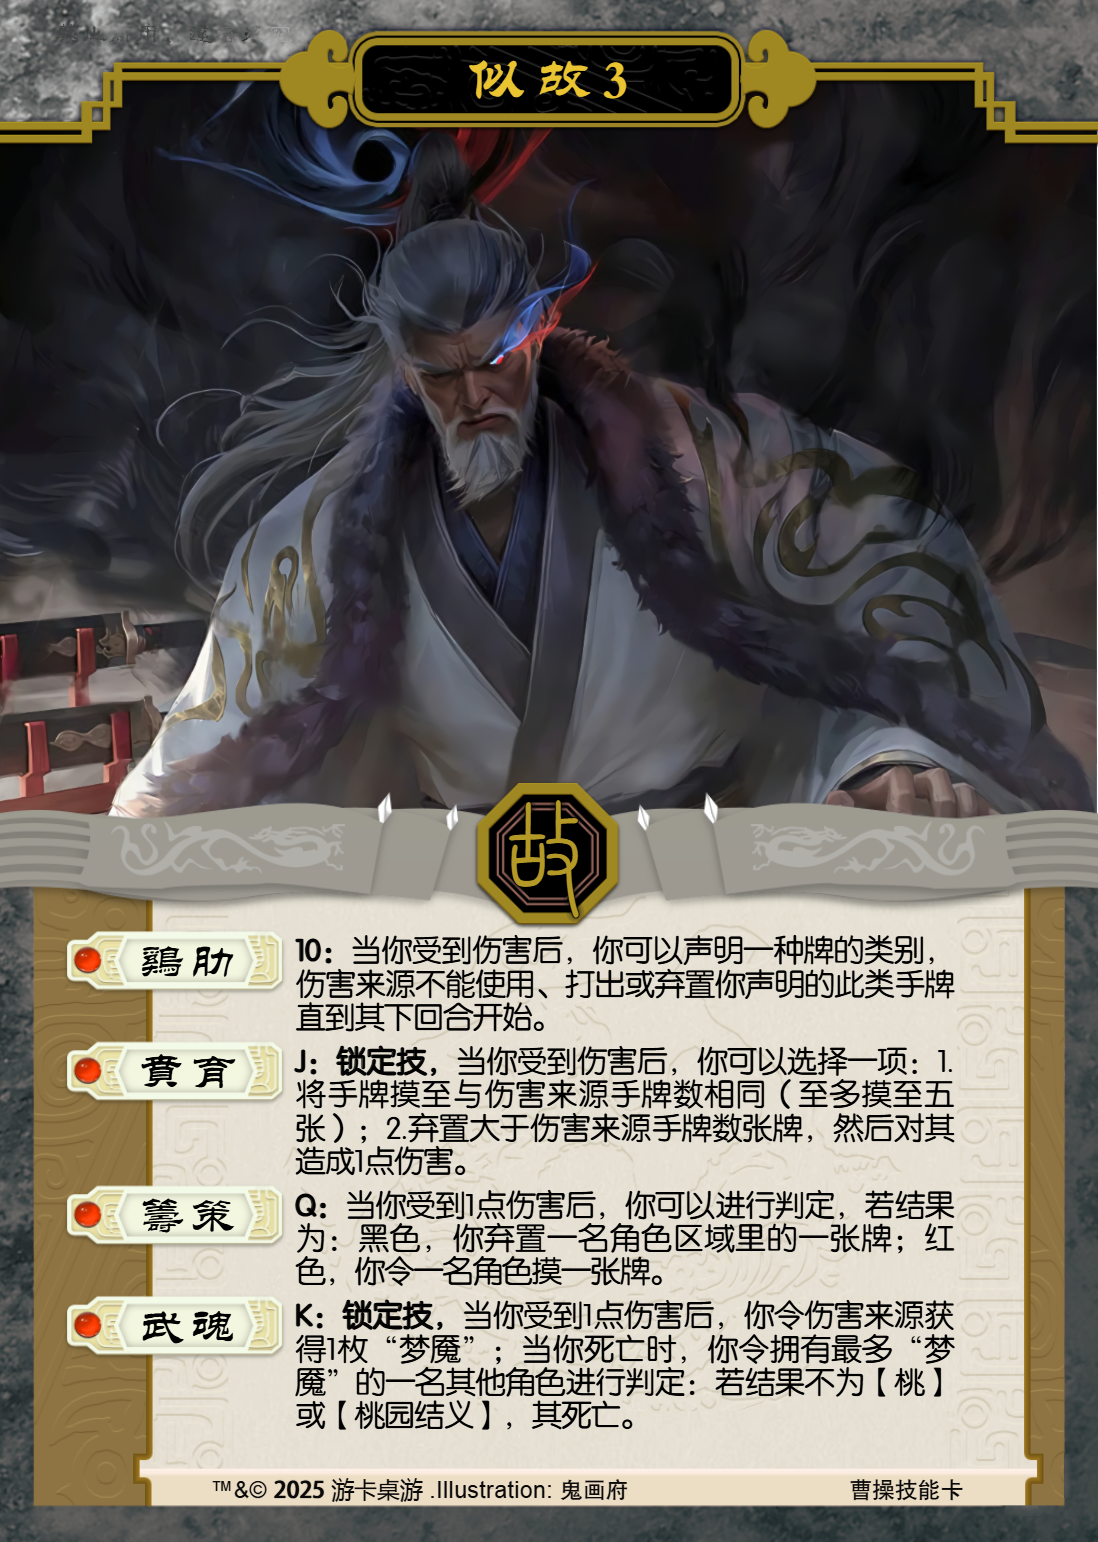 似故3
故
鷄肋
10：当你受到伤害后，你可以声明一种牌的类别，
伤害来源不能使用、打出或弃置你声明的此类手牌
直到其下回合开始。
賁育
J：锁定技，当你受到伤害后，你可以选择一项：1.
将手牌摸至与伤害来源手牌数相同（至多摸至五
张）；2.弃置大于伤害来源手牌数张牌，然后对其
造成1点伤害。
籌策
Q：当你受到1点伤害后，你可以进行判定，若结果
为：黑色，你弃置一名角色区域里的一张牌；红
色，你令一名角色摸一张牌。
武魂
K：锁定技，当你受到1点伤害后，你令伤害来源获
得1枚“梦魇”；当你死亡时，你令拥有最多“梦
魇”的一名其他角色进行判定：若结果不为【桃】
或【桃园结义】，其死亡。
™&© 2025 游卡桌游 .Illustration: 鬼画府
曹操技能卡